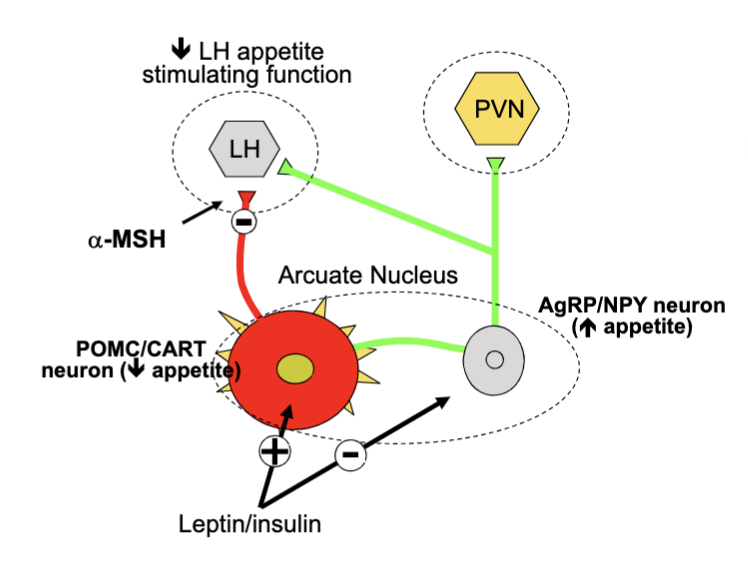 🡻 LH appetite
stimulating function
PVN
LH
α-MSH
−
Arcuate Nucleus
AgRP/NPY neuron
(🡹 appetite)
POMC/CART
neuron (🡻 appetite)
+
−
Leptin/insulin